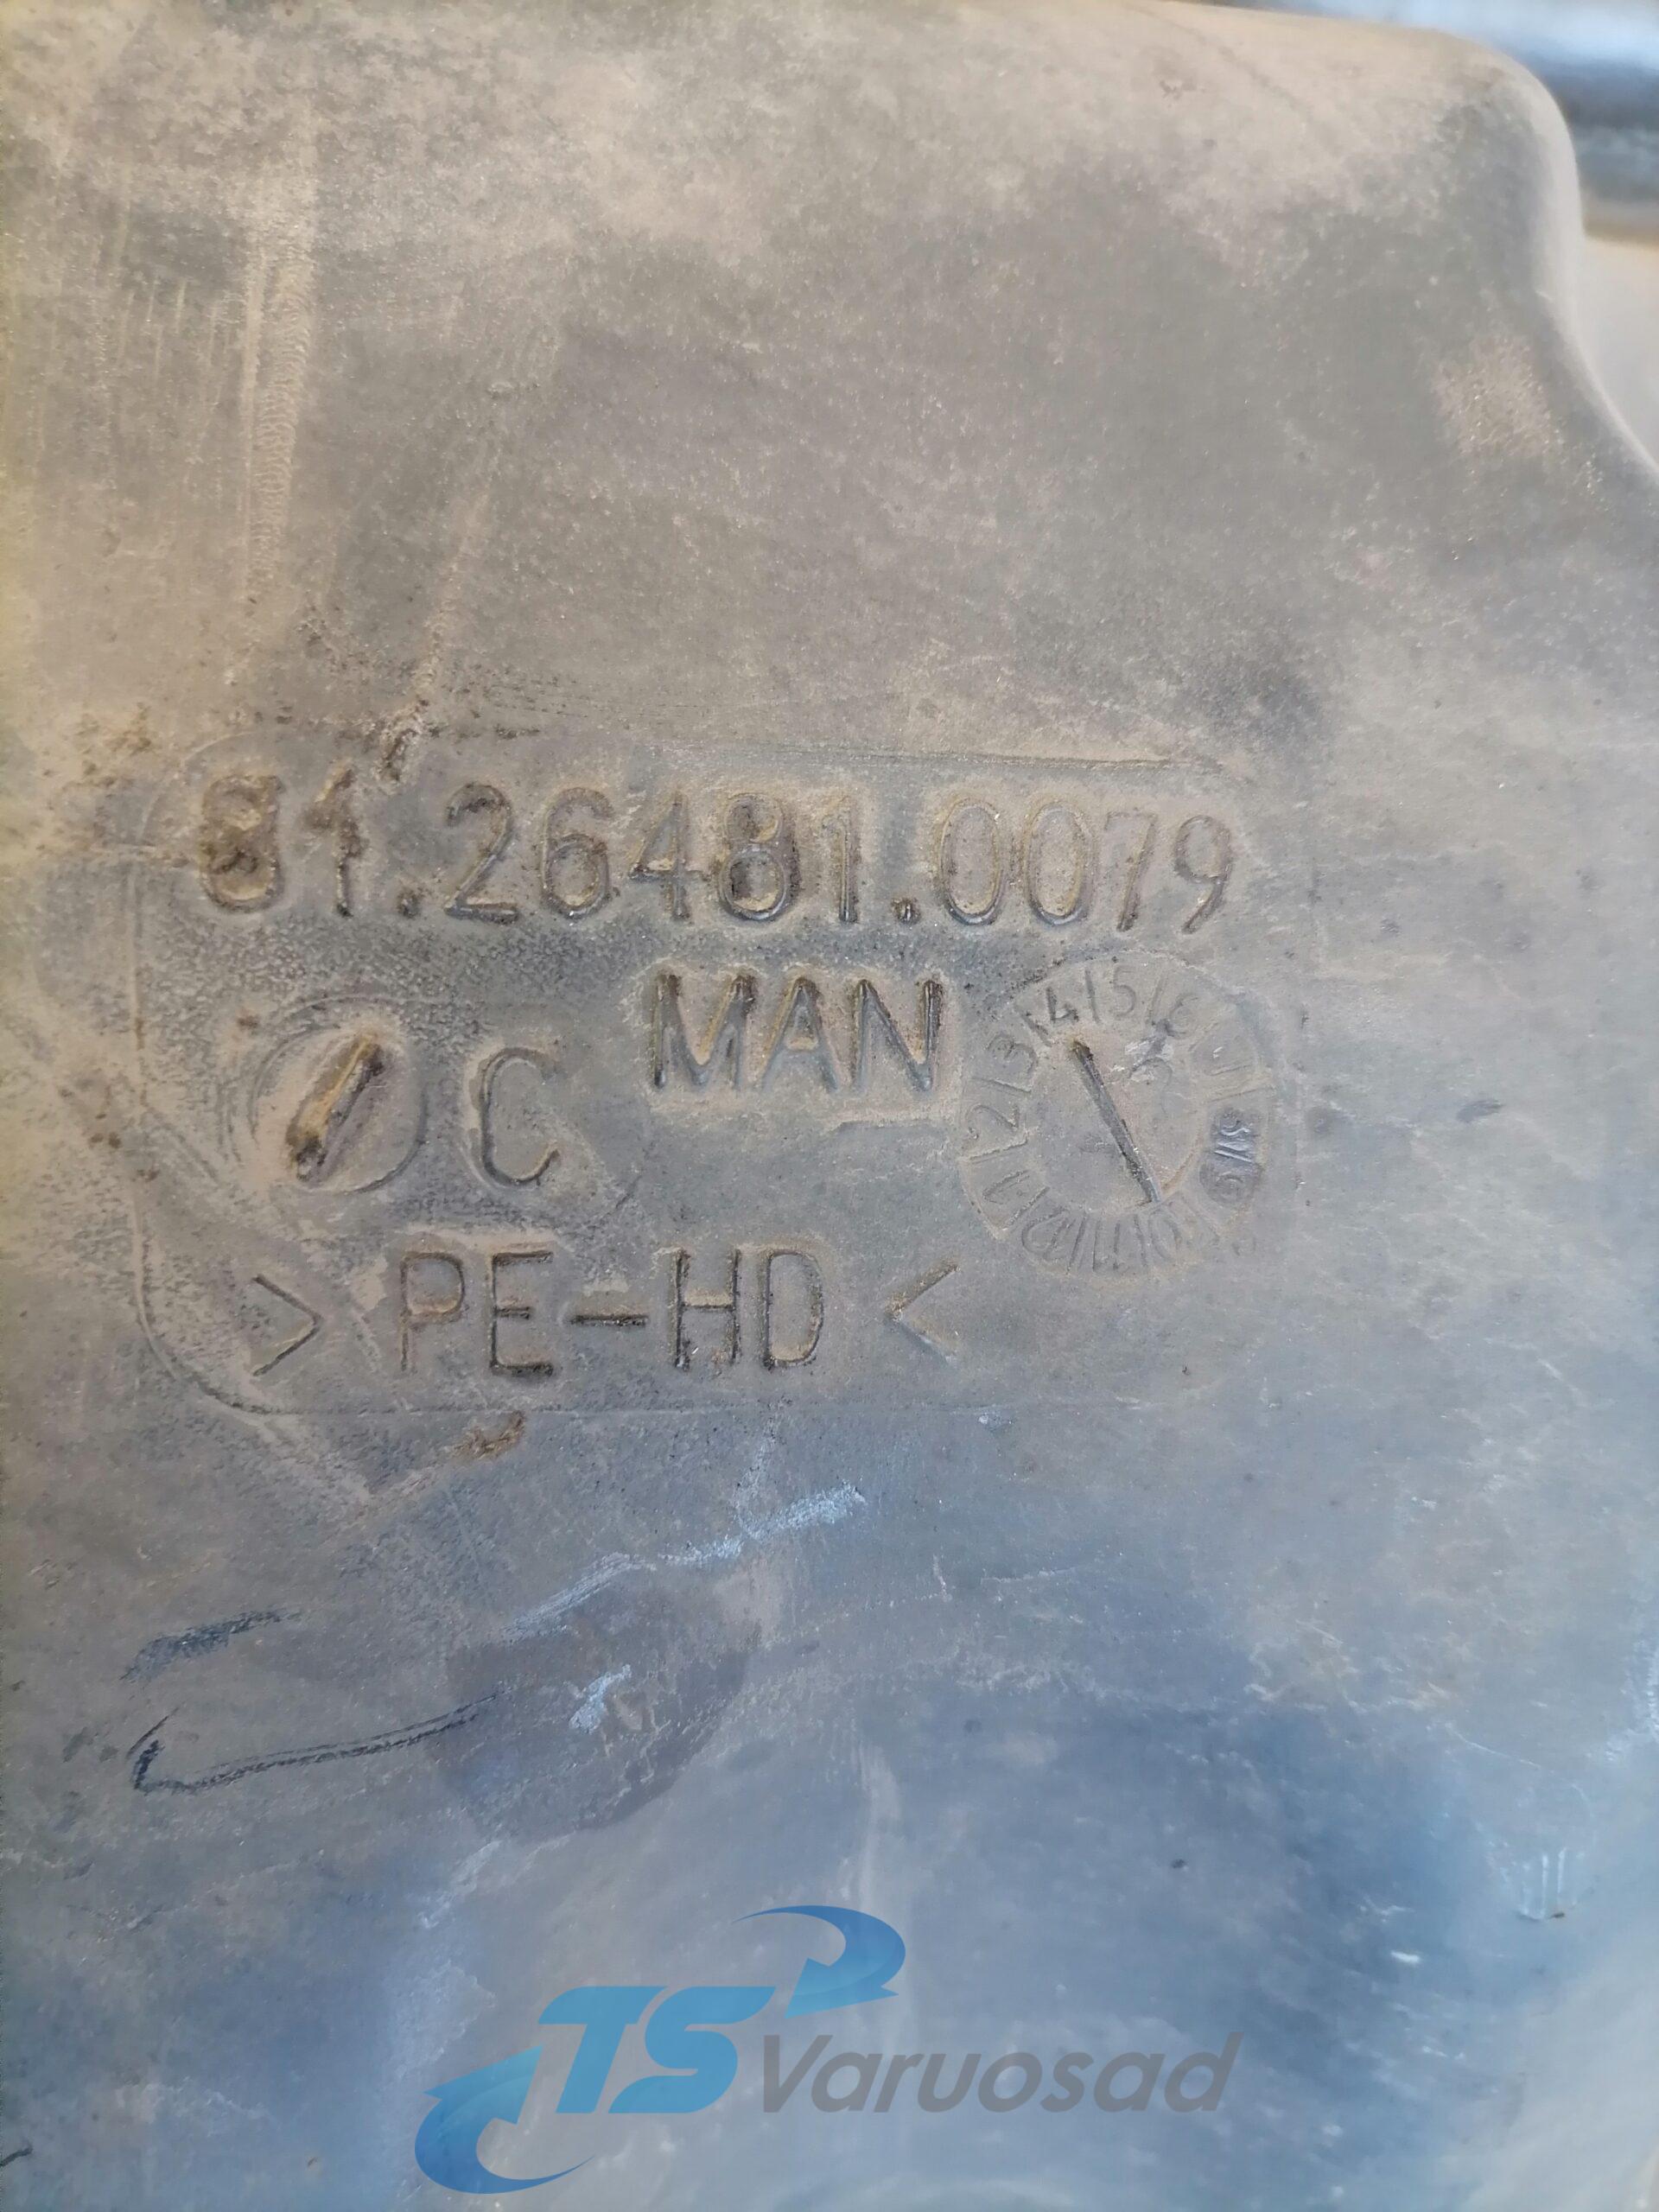 81.26481.0079
MAN
C
> PE-HD <
TS Varuosad